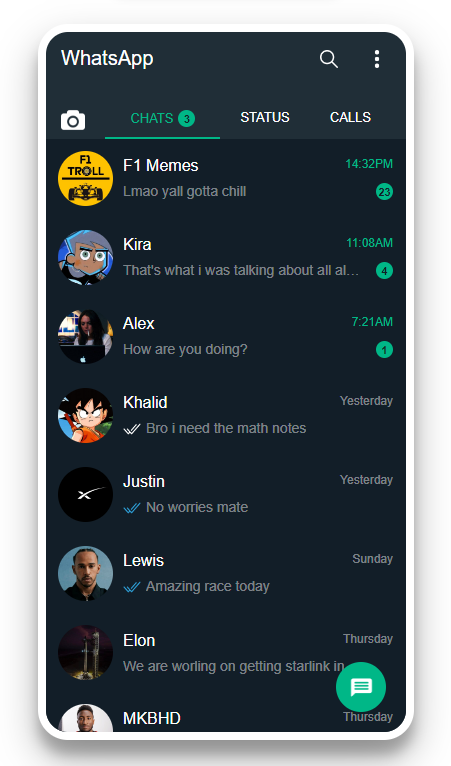 WhatsApp
CHATS 3 STATUS CALLS
F1
TROLL
F1 Memes 14:32PM
Lmao yall gotta chill 23
Kira 11:08AM
That's what i was talking about all al... 4
Alex 7:21AM
How are you doing? 1
Khalid Yesterday
Bro i need the math notes
Justin Yesterday
No worries mate
Lewis Sunday
Amazing race today
Elon Thursday
We are worling on getting starlink in
MKBHD Thursday